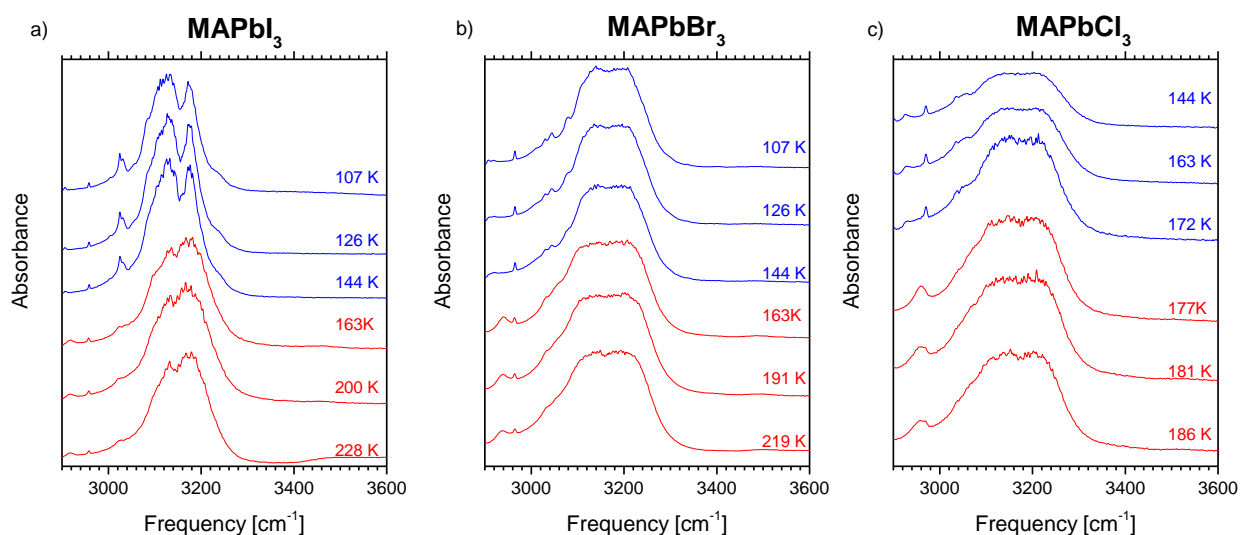 a)
MAPbI₃
Absorbance
107 K
126 K
144 K
163K
200 K
228 K
3000
3200
3400
3600
Frequency [cm⁻¹]
b)
MAPbBr₃
Absorbance
107 K
126 K
144 K
163K
191 K
219 K
3000
3200
3400
3600
Frequency [cm⁻¹]
c)
MAPbCl₃
Absorbance
144 K
163 K
172 K
177K
181 K
186 K
3000
3200
3400
3600
Frequency [cm⁻¹]